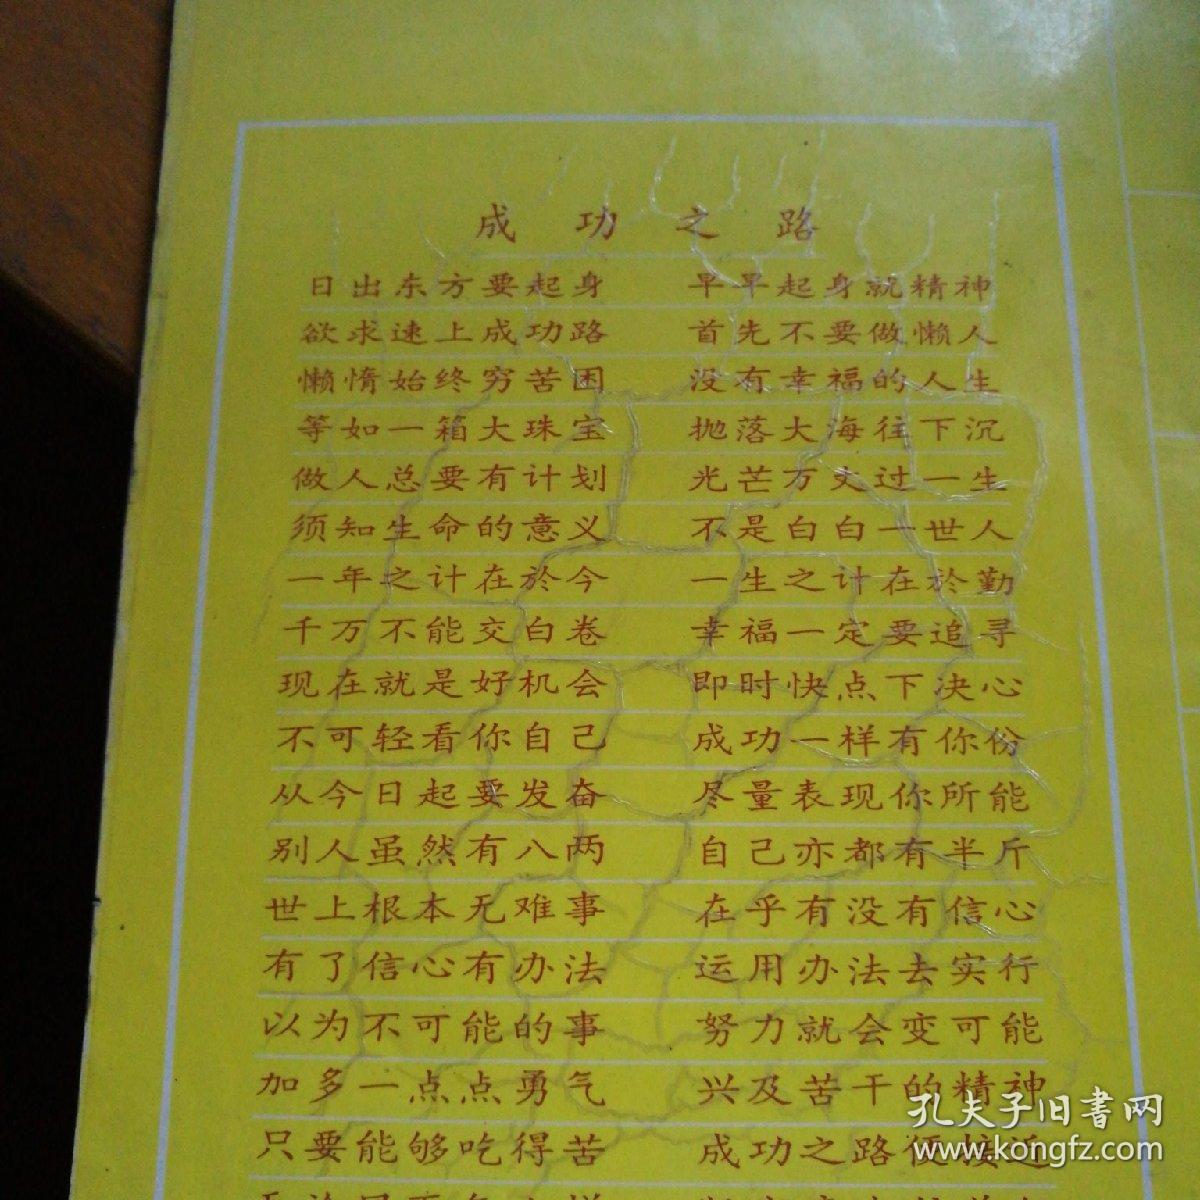 成功之路
日出东方要起身 早早起身就精神
欲求速上成功路 首先不要做懒人
懒惰始终穷苦困 没有幸福的人生
等如一箱大珠宝 抛落大海往下沉
做人总要有计划 光芒万丈过一生
须知生命的意义 不是白白一世人
一年之计在於今 一生之计在於勤
千万不能交白卷 幸福一定要追寻
现在就是好机会 即时快点下决心
不可轻看你自己 成功一样有你份
从今日起要发奋 尽量表现你所能
别人虽然有八两 自己亦都有半斤
世上根本无难事 在乎有没有信心
有了信心有办法 运用办法去实行
以为不可能的事 努力就会变可能
加多一点点勇气 兴及苦干的精神
只要能够吃得苦 成功之路便接近
孔夫子旧书网
www.kongfz.com